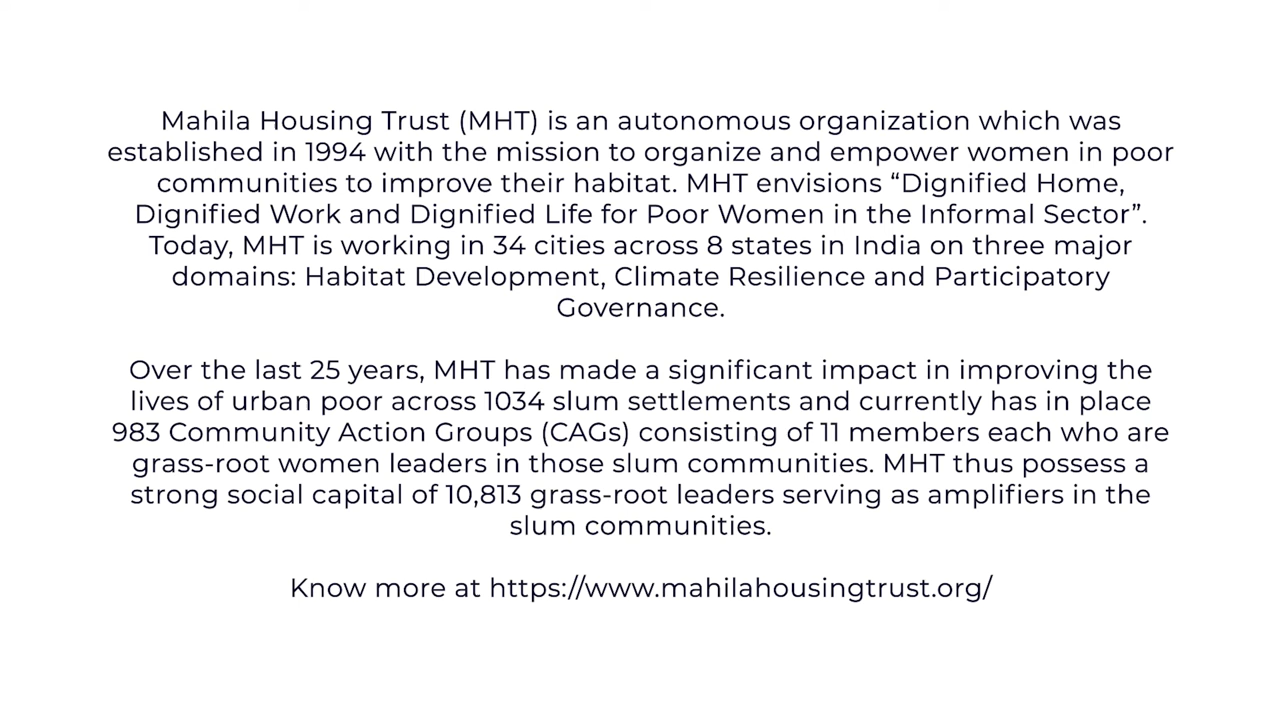 Mahila Housing Trust (MHT) is an autonomous organization which was
established in 1994 with the mission to organize and empower women in poor
communities to improve their habitat. MHT envisions “Dignified Home,
Dignified Work and Dignified Life for Poor Women in the Informal Sector”.
Today, MHT is working in 34 cities across 8 states in India on three major
domains: Habitat Development, Climate Resilience and Participatory
Governance.
Over the last 25 years, MHT has made a significant impact in improving the
lives of urban poor across 1034 slum settlements and currently has in place
983 Community Action Groups (CAGs) consisting of 11 members each who are
grass-root women leaders in those slum communities. MHT thus possess a
strong social capital of 10,813 grass-root leaders serving as amplifiers in the
slum communities.
Know more at https://www.mahilahousingtrust.org/